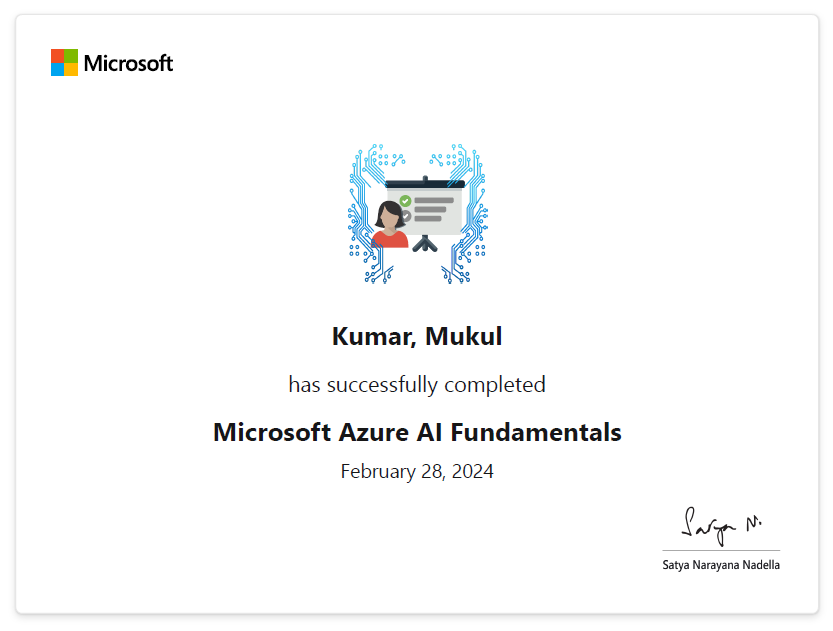 Microsoft
Kumar, Mukul
has successfully completed
Microsoft Azure AI Fundamentals
February 28, 2024
Satya N.
Satya Narayana Nadella